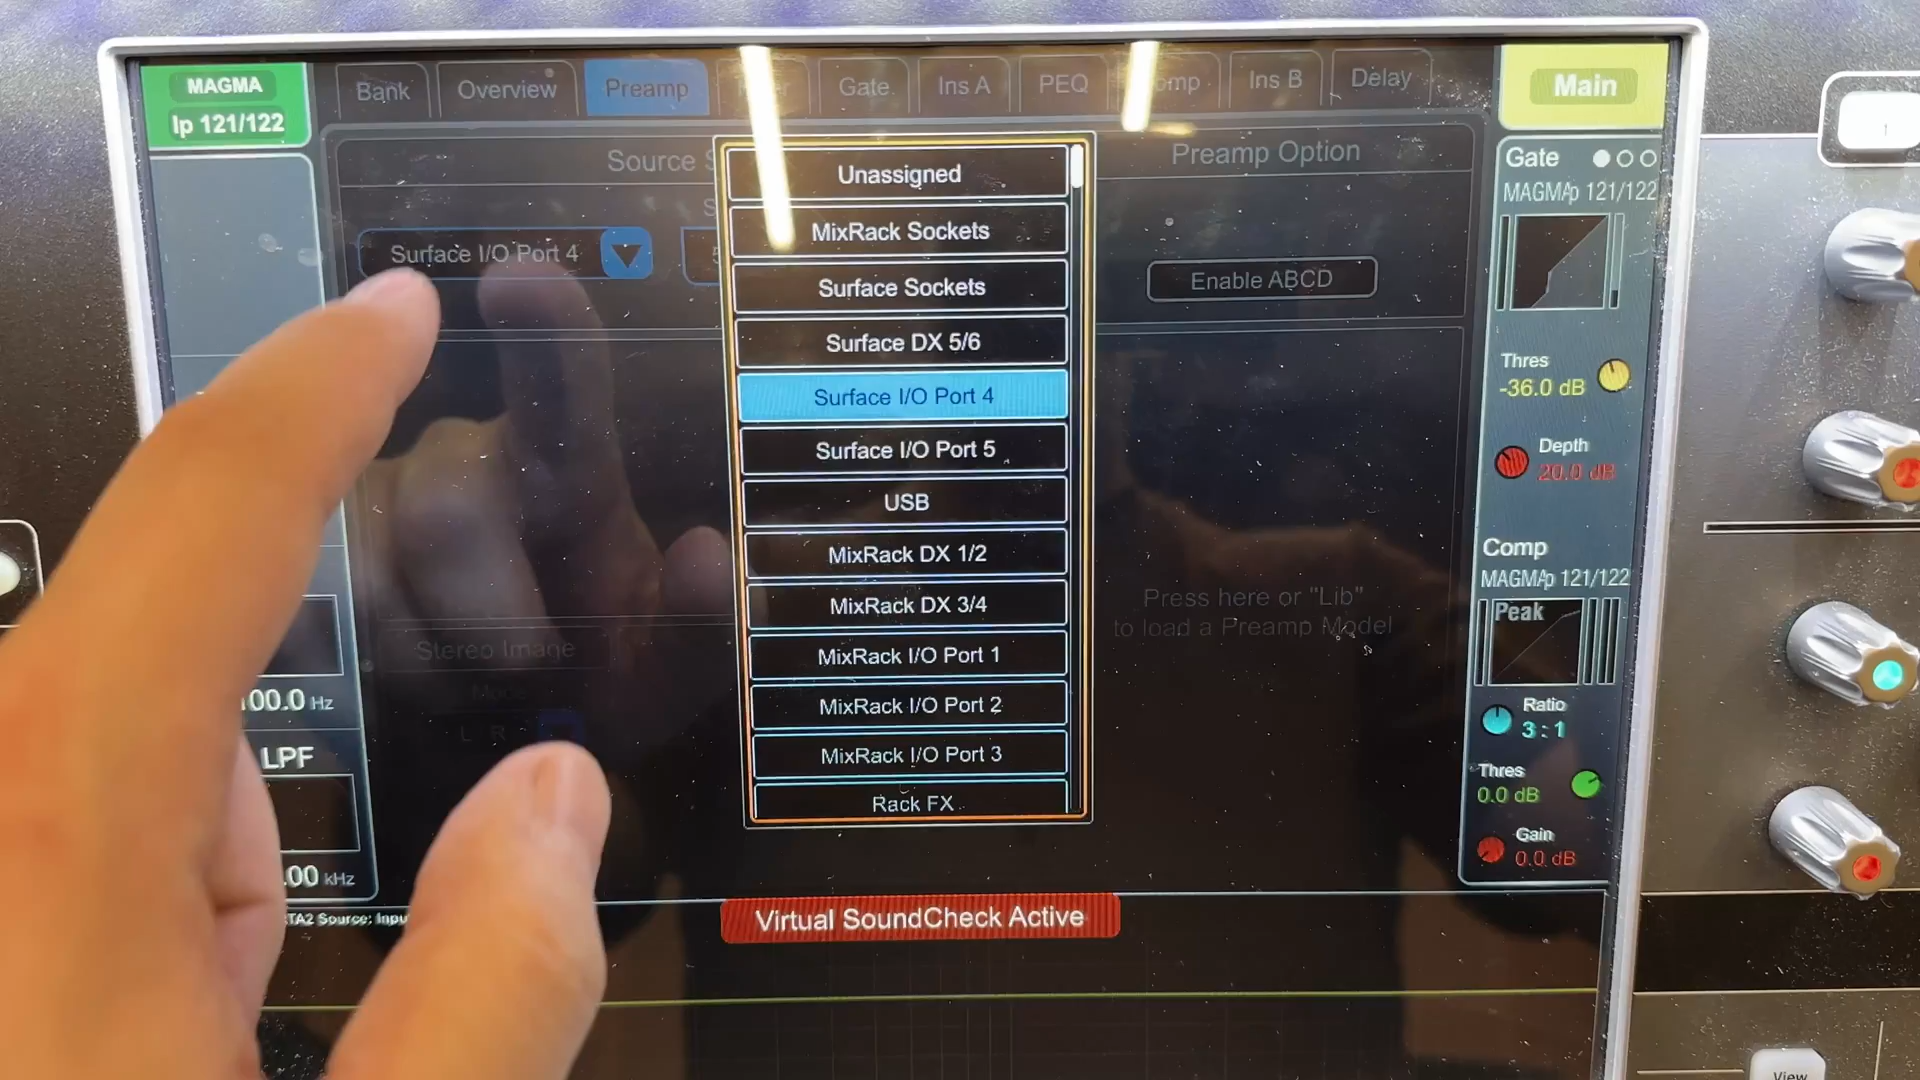 MAGMA
Ip 121/122
Bank
Overview
Preamp
Gate
Ins A
PEQ
Ins B
Delay
Main
Source
Surface I/O Port 4
Unassigned
MixRack Sockets
Surface Sockets
Surface DX 5/6
Surface I/O Port 4
Surface I/O Port 5
USB
MixRack DX 1/2
MixRack DX 3/4
MixRack I/O Port 1
MixRack I/O Port 2
MixRack I/O Port 3
Rack FX
Preamp Option
Enable ABCD
Press here or "Lib"
to load a Preamp Model
Stereo Image
Mode
L R
Hz
LPF
kHz
Source:
Virtual SoundCheck Active
Gate
MAGMAp 121/122
Thres
-36.0 dB
Depth
20.0 dB
Comp
MAGMAp 121/122
Peak
Ratio
3:1
Thres
0.0 dB
Gain
0.0 dB
View